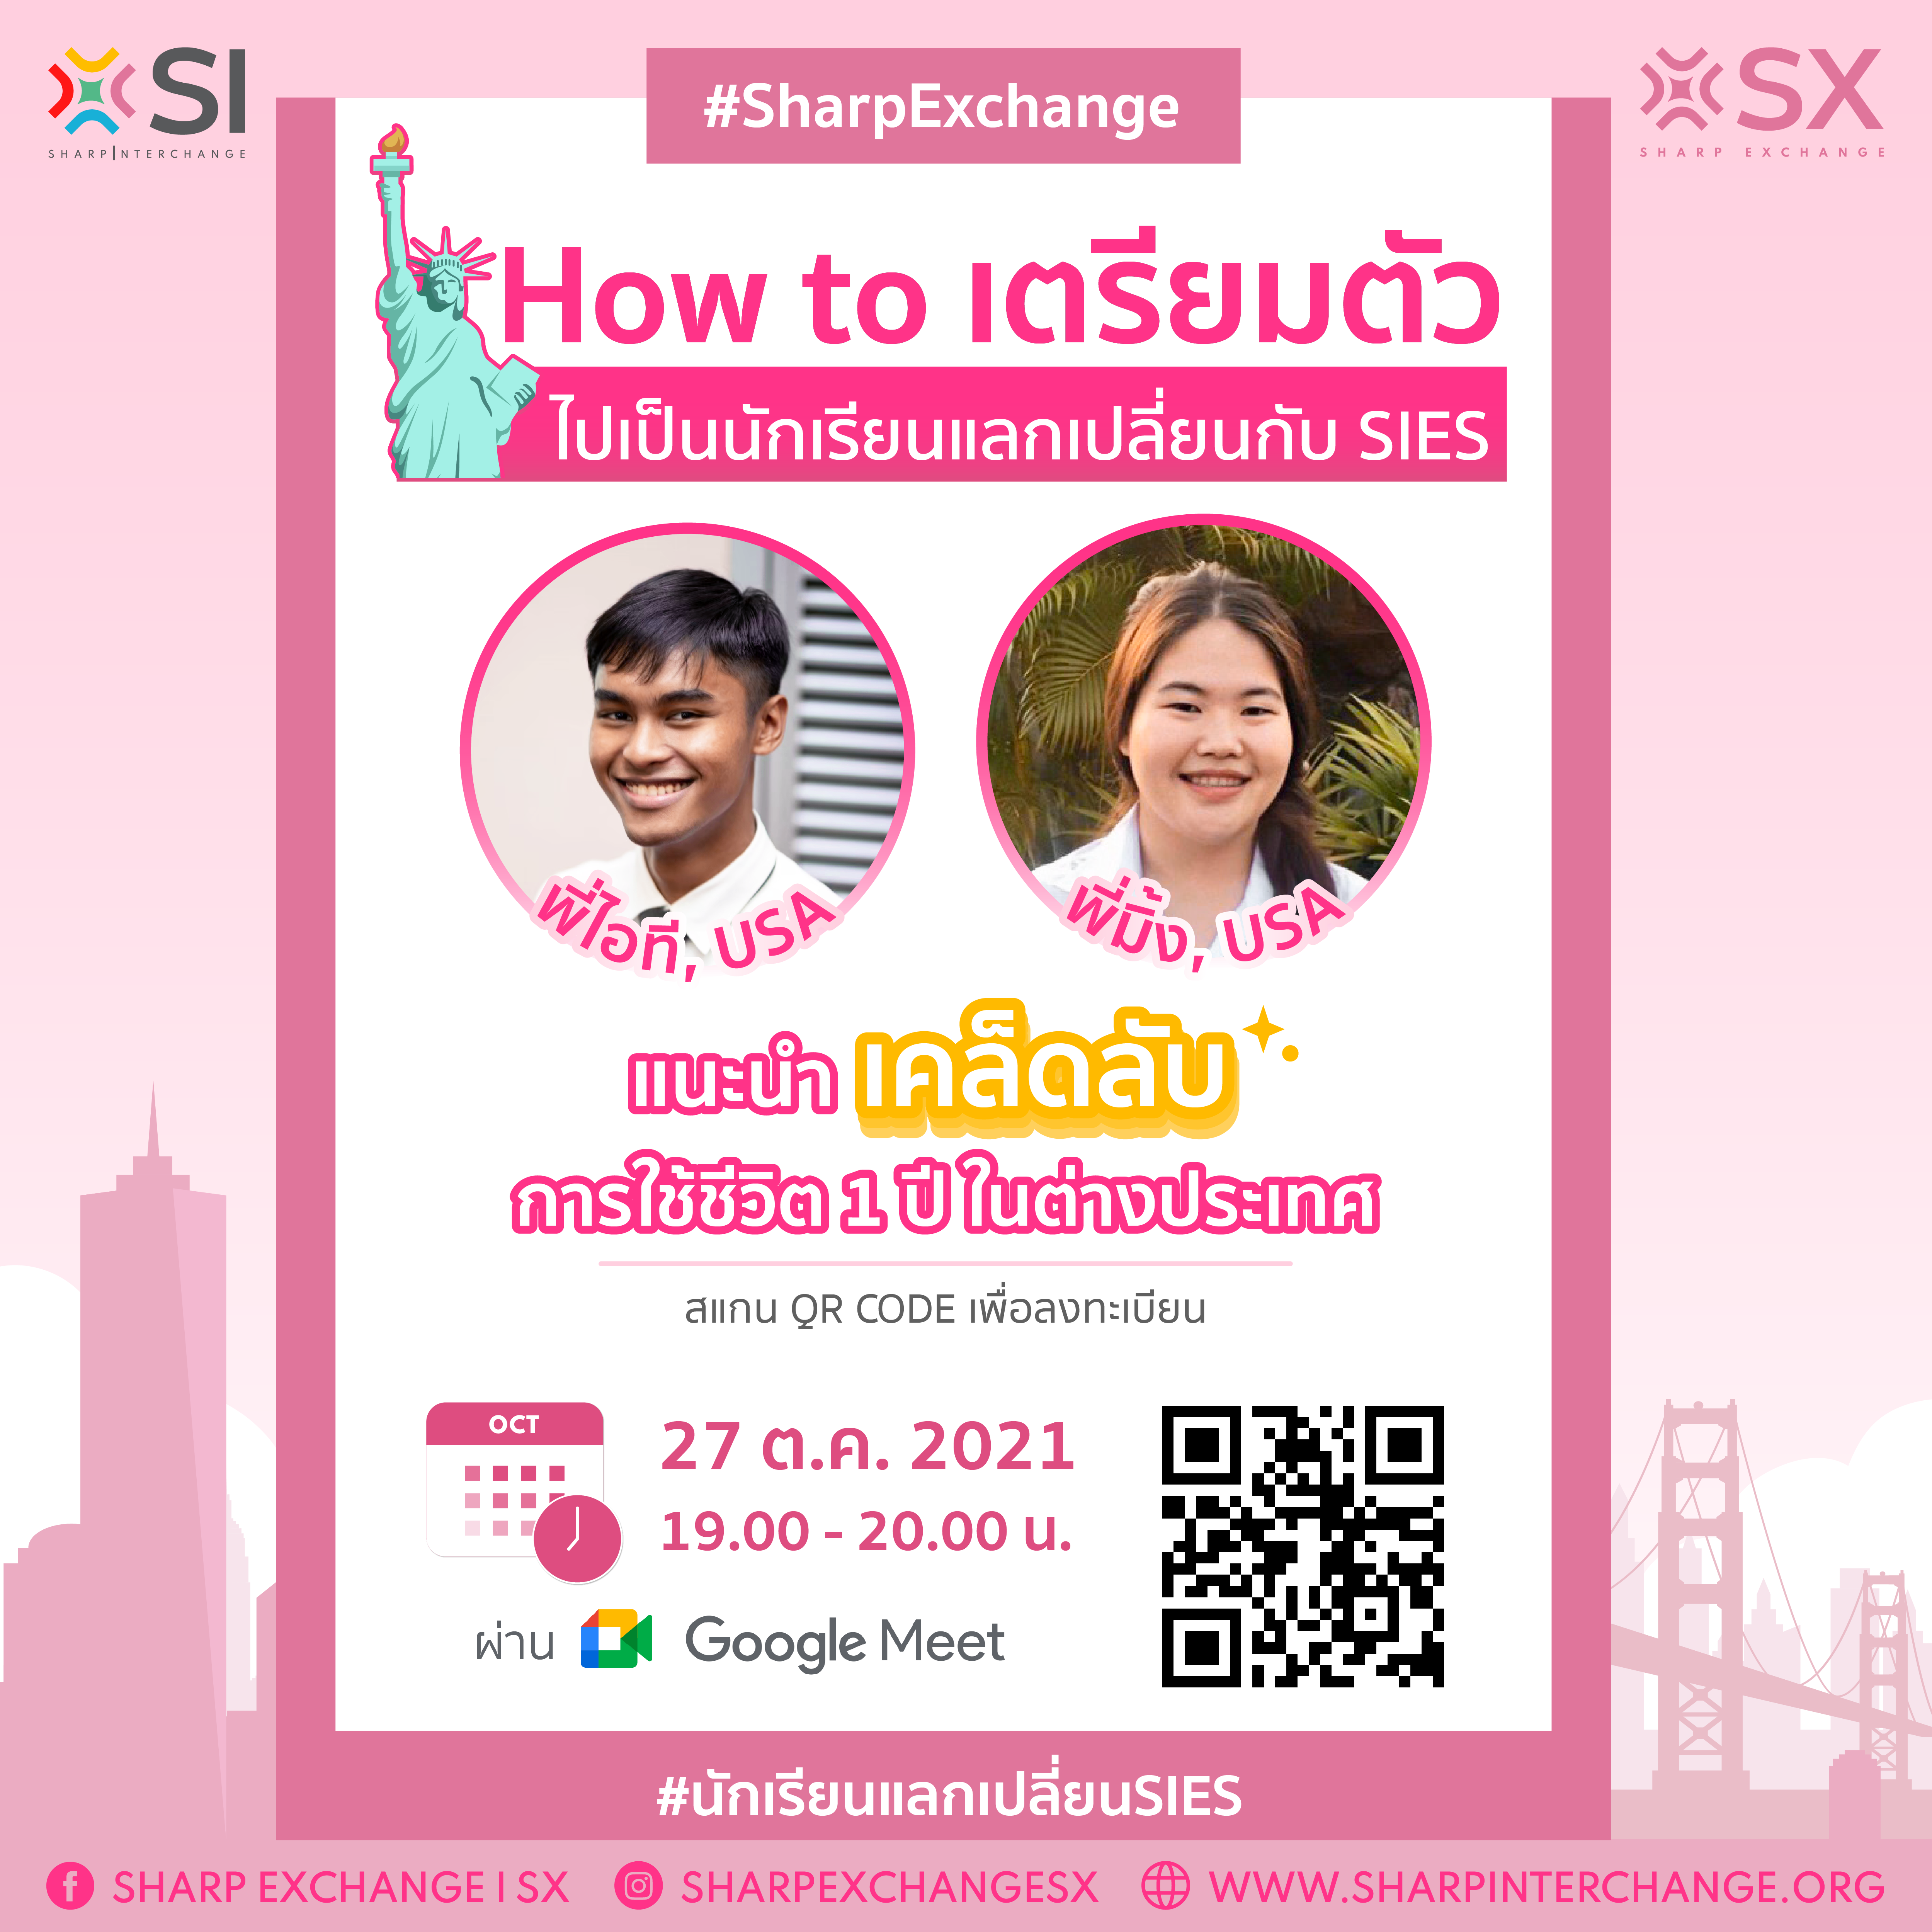 SI
SHARP INTERCHANGE
#SharpExchange
SX
SHARP EXCHANGE
How to เตรียมตัว
ไปเป็นนักเรียนแลกเปลี่ยนกับ SIES
พี่ไอที, USA
พี่มิ้ง, USA
แนะนำ เคล็ดลับ
การใช้ชีวิต 1 ปี ในต่างประเทศ
สแกน QR CODE เพื่อลงทะเบียน
OCT
27 ต.ค. 2021
19.00 - 20.00 น.
ผ่าน Google Meet
#นักเรียนแลกเปลี่ยนSIES
SHARP EXCHANGE I SX
SHARPEXCHANGESX
WWW.SHARPINTERCHANGE.ORG